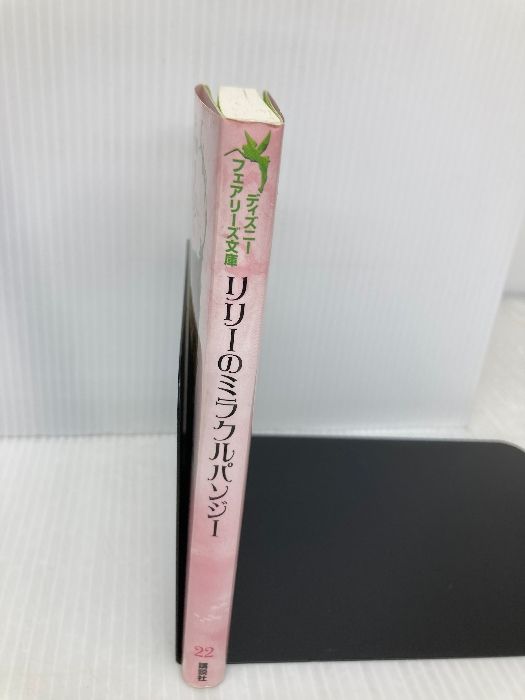 ディズニー
フェアリーズ文庫
リリーのミラクルパンジー
22
講談社